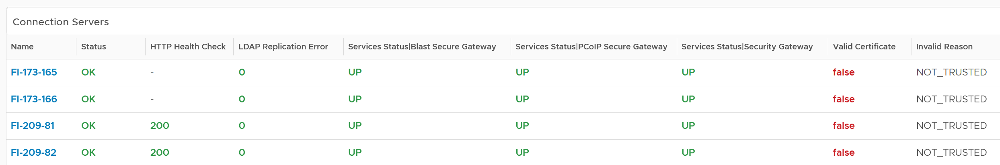 Connection Servers
Name Status HTTP Health Check LDAP Replication Error Services Status|Blast Secure Gateway Services Status|PCoIP Secure Gateway Services Status|Security Gateway Valid Certificate Invalid Reason
FI-173-165 OK - 0 UP UP UP false NOT_TRUSTED
FI-173-166 OK - 0 UP UP UP false NOT_TRUSTED
FI-209-81 OK 200 0 UP UP UP false NOT_TRUSTED
FI-209-82 OK 200 0 UP UP UP false NOT_TRUSTED